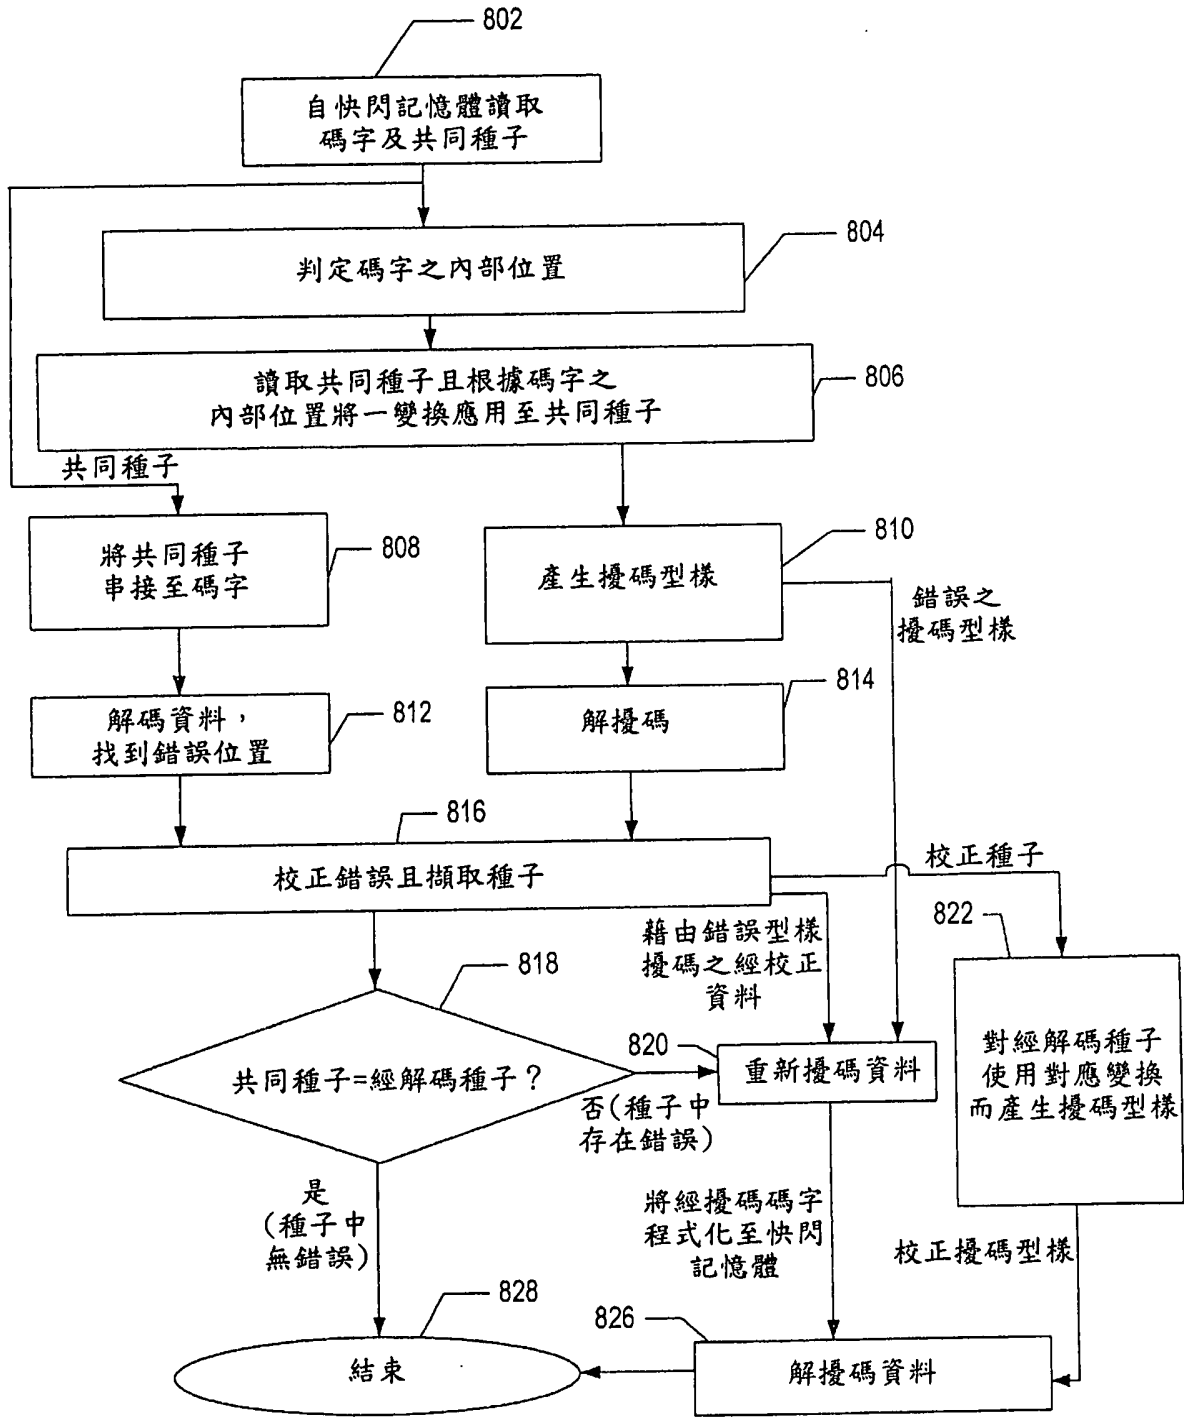 802
自快閃記憶體讀取
碼字及共同種子
804
判定碼字之內部位置
806
讀取共同種子且根據碼字之
內部位置將一變換應用至共同種子
共同種子
808
將共同種子
串接至碼字
810
產生擾碼型樣
錯誤之
擾碼型樣
812
解碼資料，
找到錯誤位置
814
解擾碼
816
校正錯誤且擷取種子
校正種子
藉由錯誤型樣
擾碼之經校正
資料
822
對經解碼種子
使用對應變換
而產生擾碼型樣
818
共同種子=經解碼種子？
820
重新擾碼資料
否(種子中
存在錯誤)
是
(種子中
無錯誤)
將經擾碼碼字
程式化至快閃
記憶體
校正擾碼型樣
828
結束
826
解擾碼資料